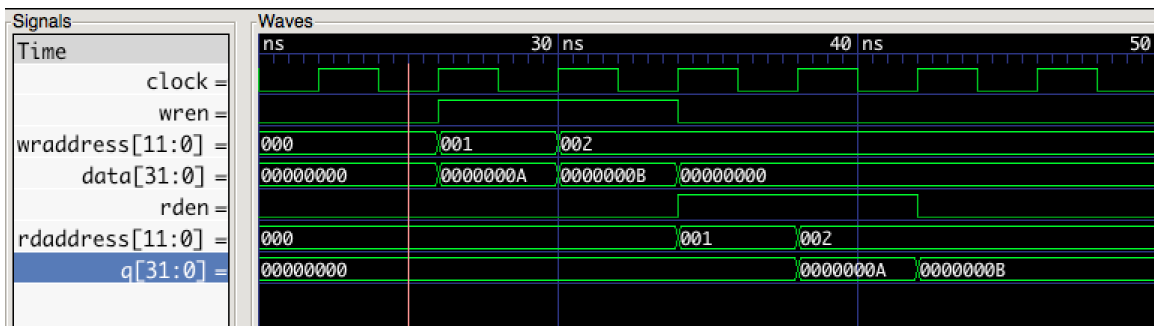 Signals
Waves
Time
ns 30 ns 40 ns 50
clock =
wren =
wraddress[11:0] = 000 001 002
data[31:0] = 00000000 0000000A 0000000B 00000000
rden =
rdaddress[11:0] = 000 001 002
q[31:0] = 00000000 0000000A 0000000B